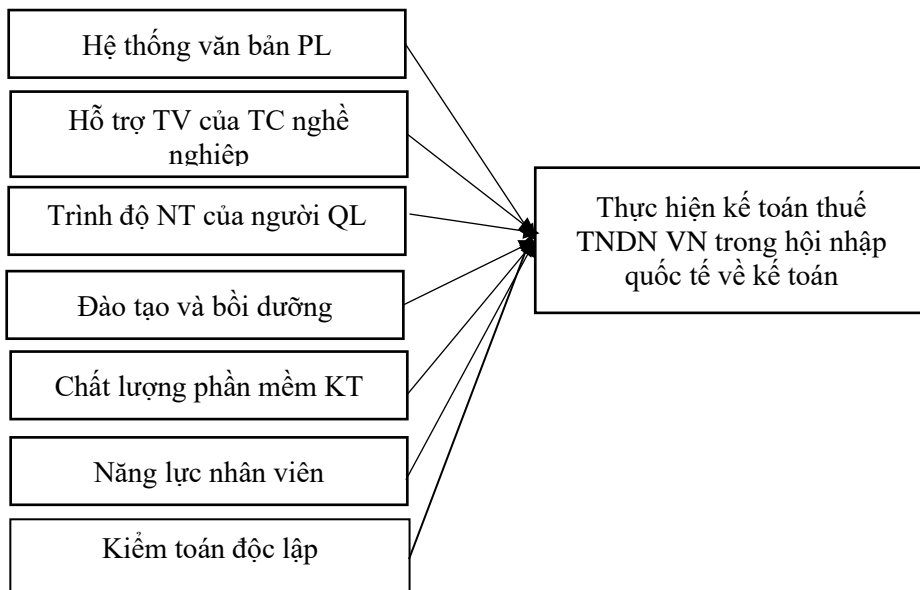 Hệ thống văn bản PL
Hỗ trợ TV của TC nghề
nghiệp
Trình độ NT của người QL
Đào tạo và bồi dưỡng
Chất lượng phần mềm KT
Năng lực nhân viên
Kiểm toán độc lập
Thực hiện kế toán thuế
TNDN VN trong hội nhập
quốc tế về kế toán